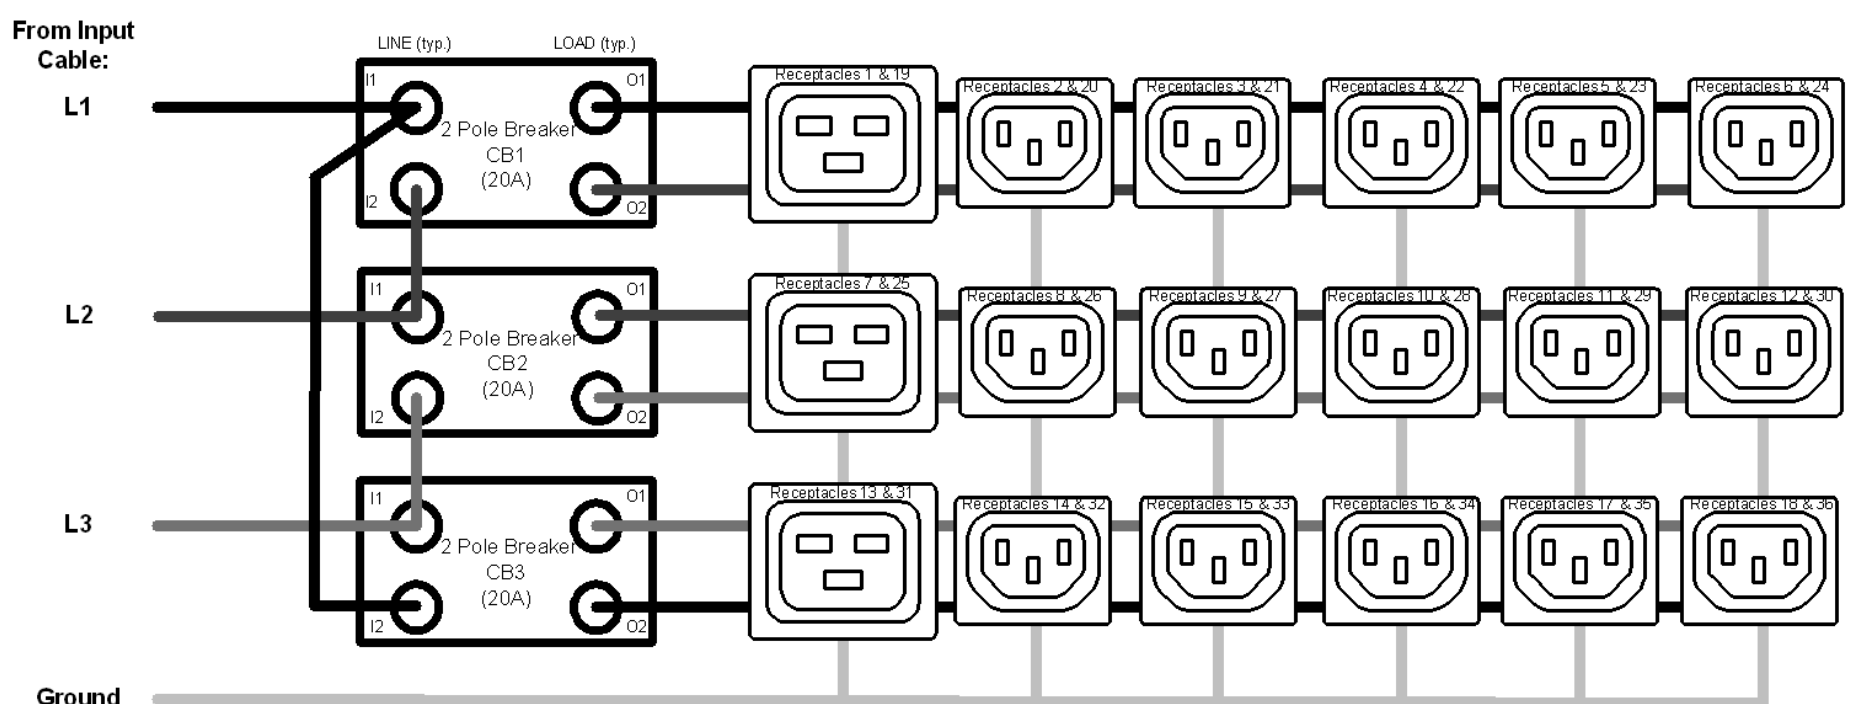 From Input
Cable:
LINE (typ.)
LOAD (typ.)
L1
I1
O1
2 Pole Breaker
CB1
(20A)
I2
O2
Receptacles 1 & 19
Receptacles 2 & 20
Receptacles 3 & 21
Receptacles 4 & 22
Receptacles 5 & 23
Receptacles 6 & 24
L2
I1
O1
2 Pole Breaker
CB2
(20A)
I2
O2
Receptacles 7 & 25
Receptacles 8 & 26
Receptacles 9 & 27
Receptacles 10 & 28
Receptacles 11 & 29
Receptacles 12 & 30
L3
I1
O1
2 Pole Breaker
CB3
(20A)
I2
O2
Receptacles 13 & 31
Receptacles 14 & 32
Receptacles 15 & 33
Receptacles 16 & 34
Receptacles 17 & 35
Receptacles 18 & 36
Ground